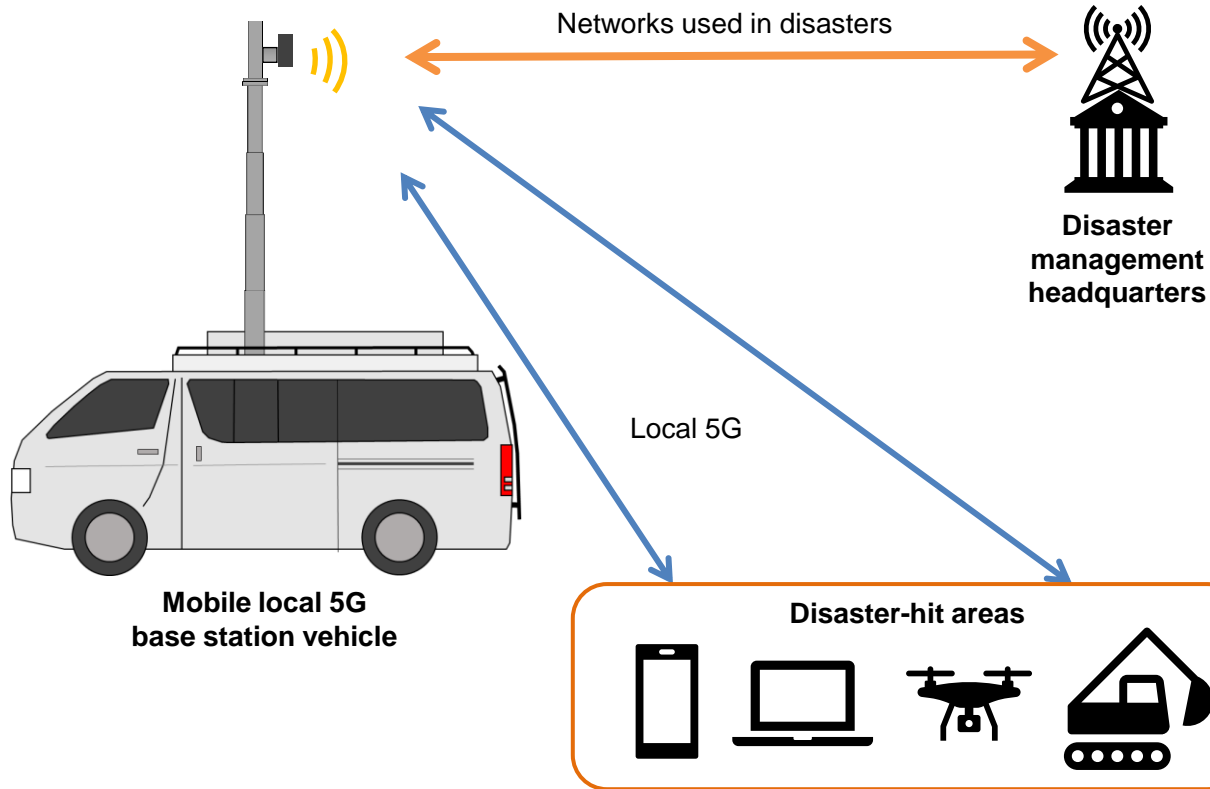 Networks used in disasters
Disaster
management
headquarters
Local 5G
Mobile local 5G
base station vehicle
Disaster-hit areas